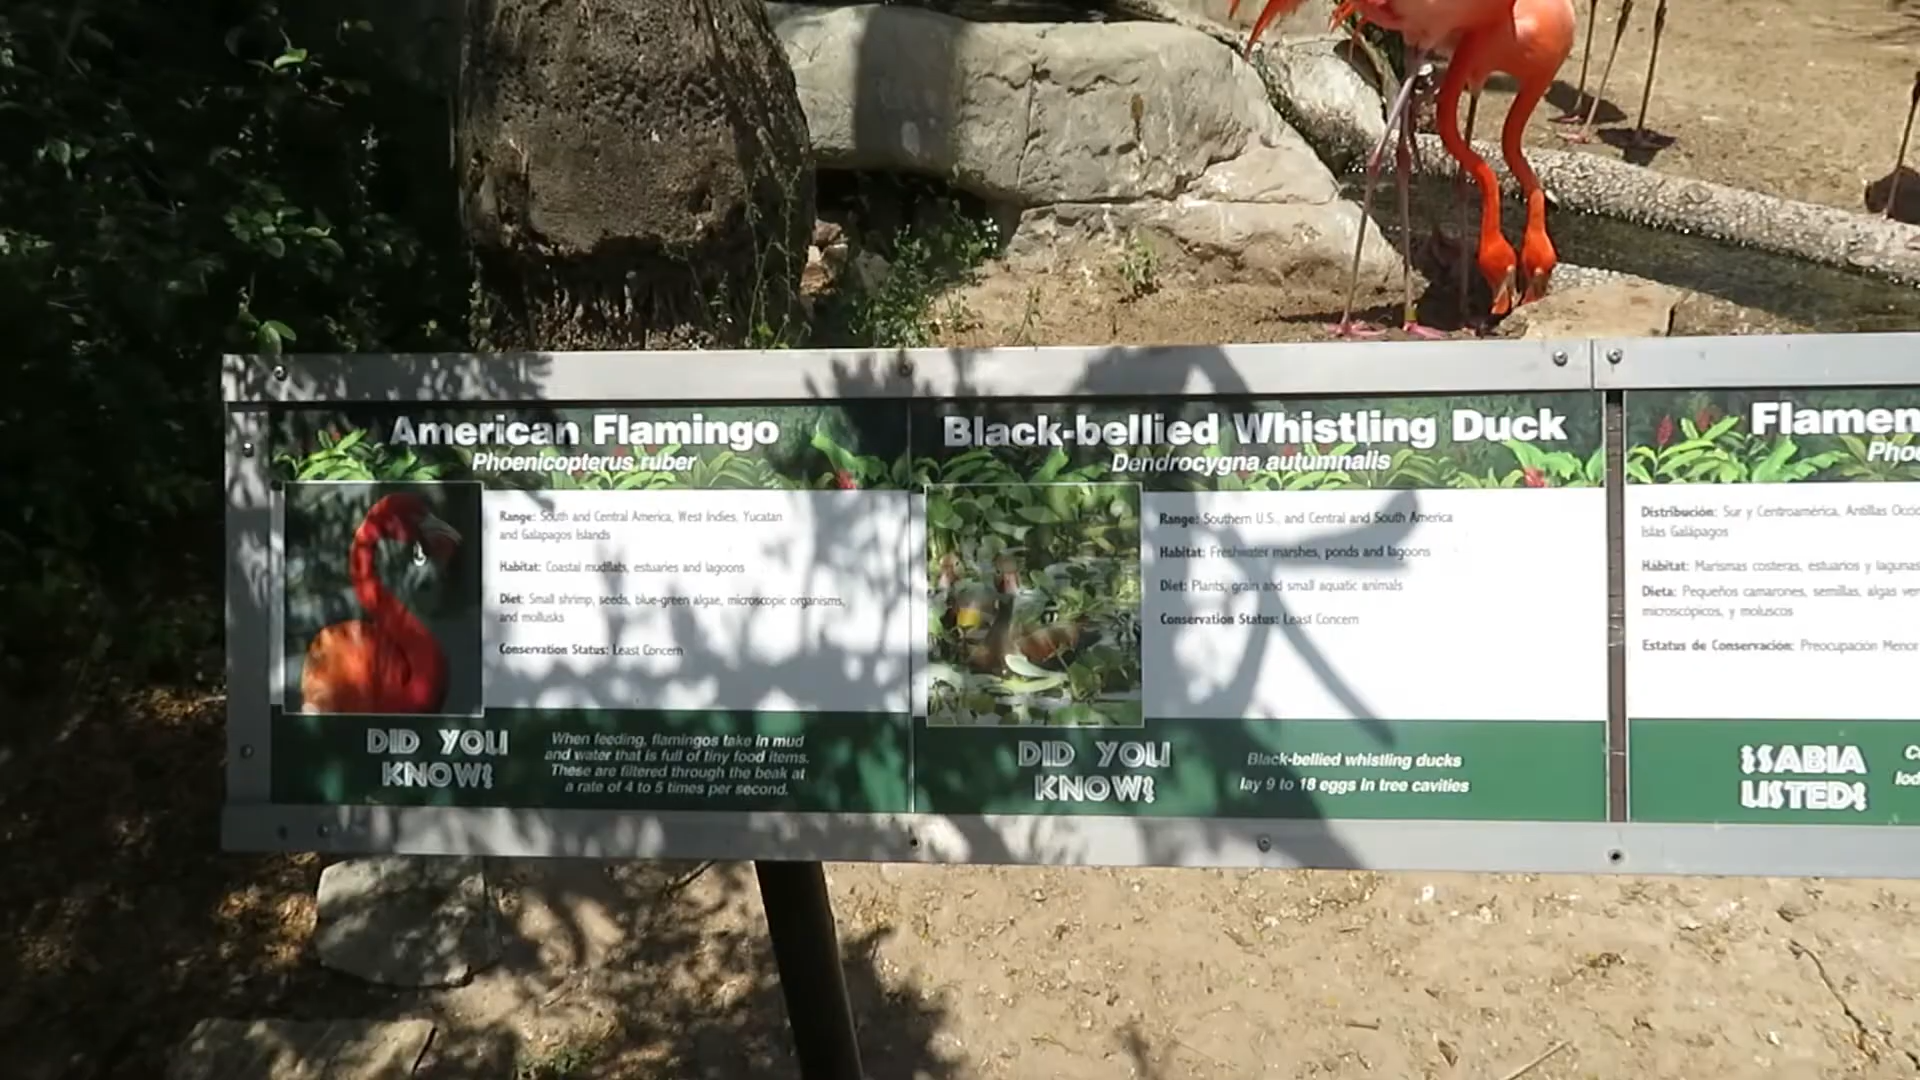 American Flamingo
Phoenicopterus ruber
Range: South and Central America, West Indies, Yucatan
and Galapagos Islands
Habitat: Coastal mudflats, estuaries and lagoons
Diet: Small shrimp, seeds, blue-green algae, microscopic organisms,
and mollusks
Conservation Status: Least Concern
DID YOU
KNOW?
When feeding, flamingos take in mud
and water that is full of tiny food items.
These are filtered through the beak at
a rate of 4 to 5 times per second.
Black-bellied Whistling Duck
Dendrocygna autumnalis
Range: Southern U.S., and Central and South America
Habitat: Freshwater marshes, ponds and lagoons
Diet: Plants, grain and small aquatic animals
Conservation Status: Least Concern
DID YOU
KNOW?
Black-bellied whistling ducks
lay 9 to 18 eggs in tree cavities
Flamen
Phoe
Distribución: Sur y Centroamérica, Antillas
Islas Galápagos
Hábitat: Marismas costeras, estuarios y lagunas
Dieta: Pequeños camarones, semillas, algas
microscópicos, y moluscos
Estatus de Conservación: Preocupación Menor
¿SABIA
USTED?